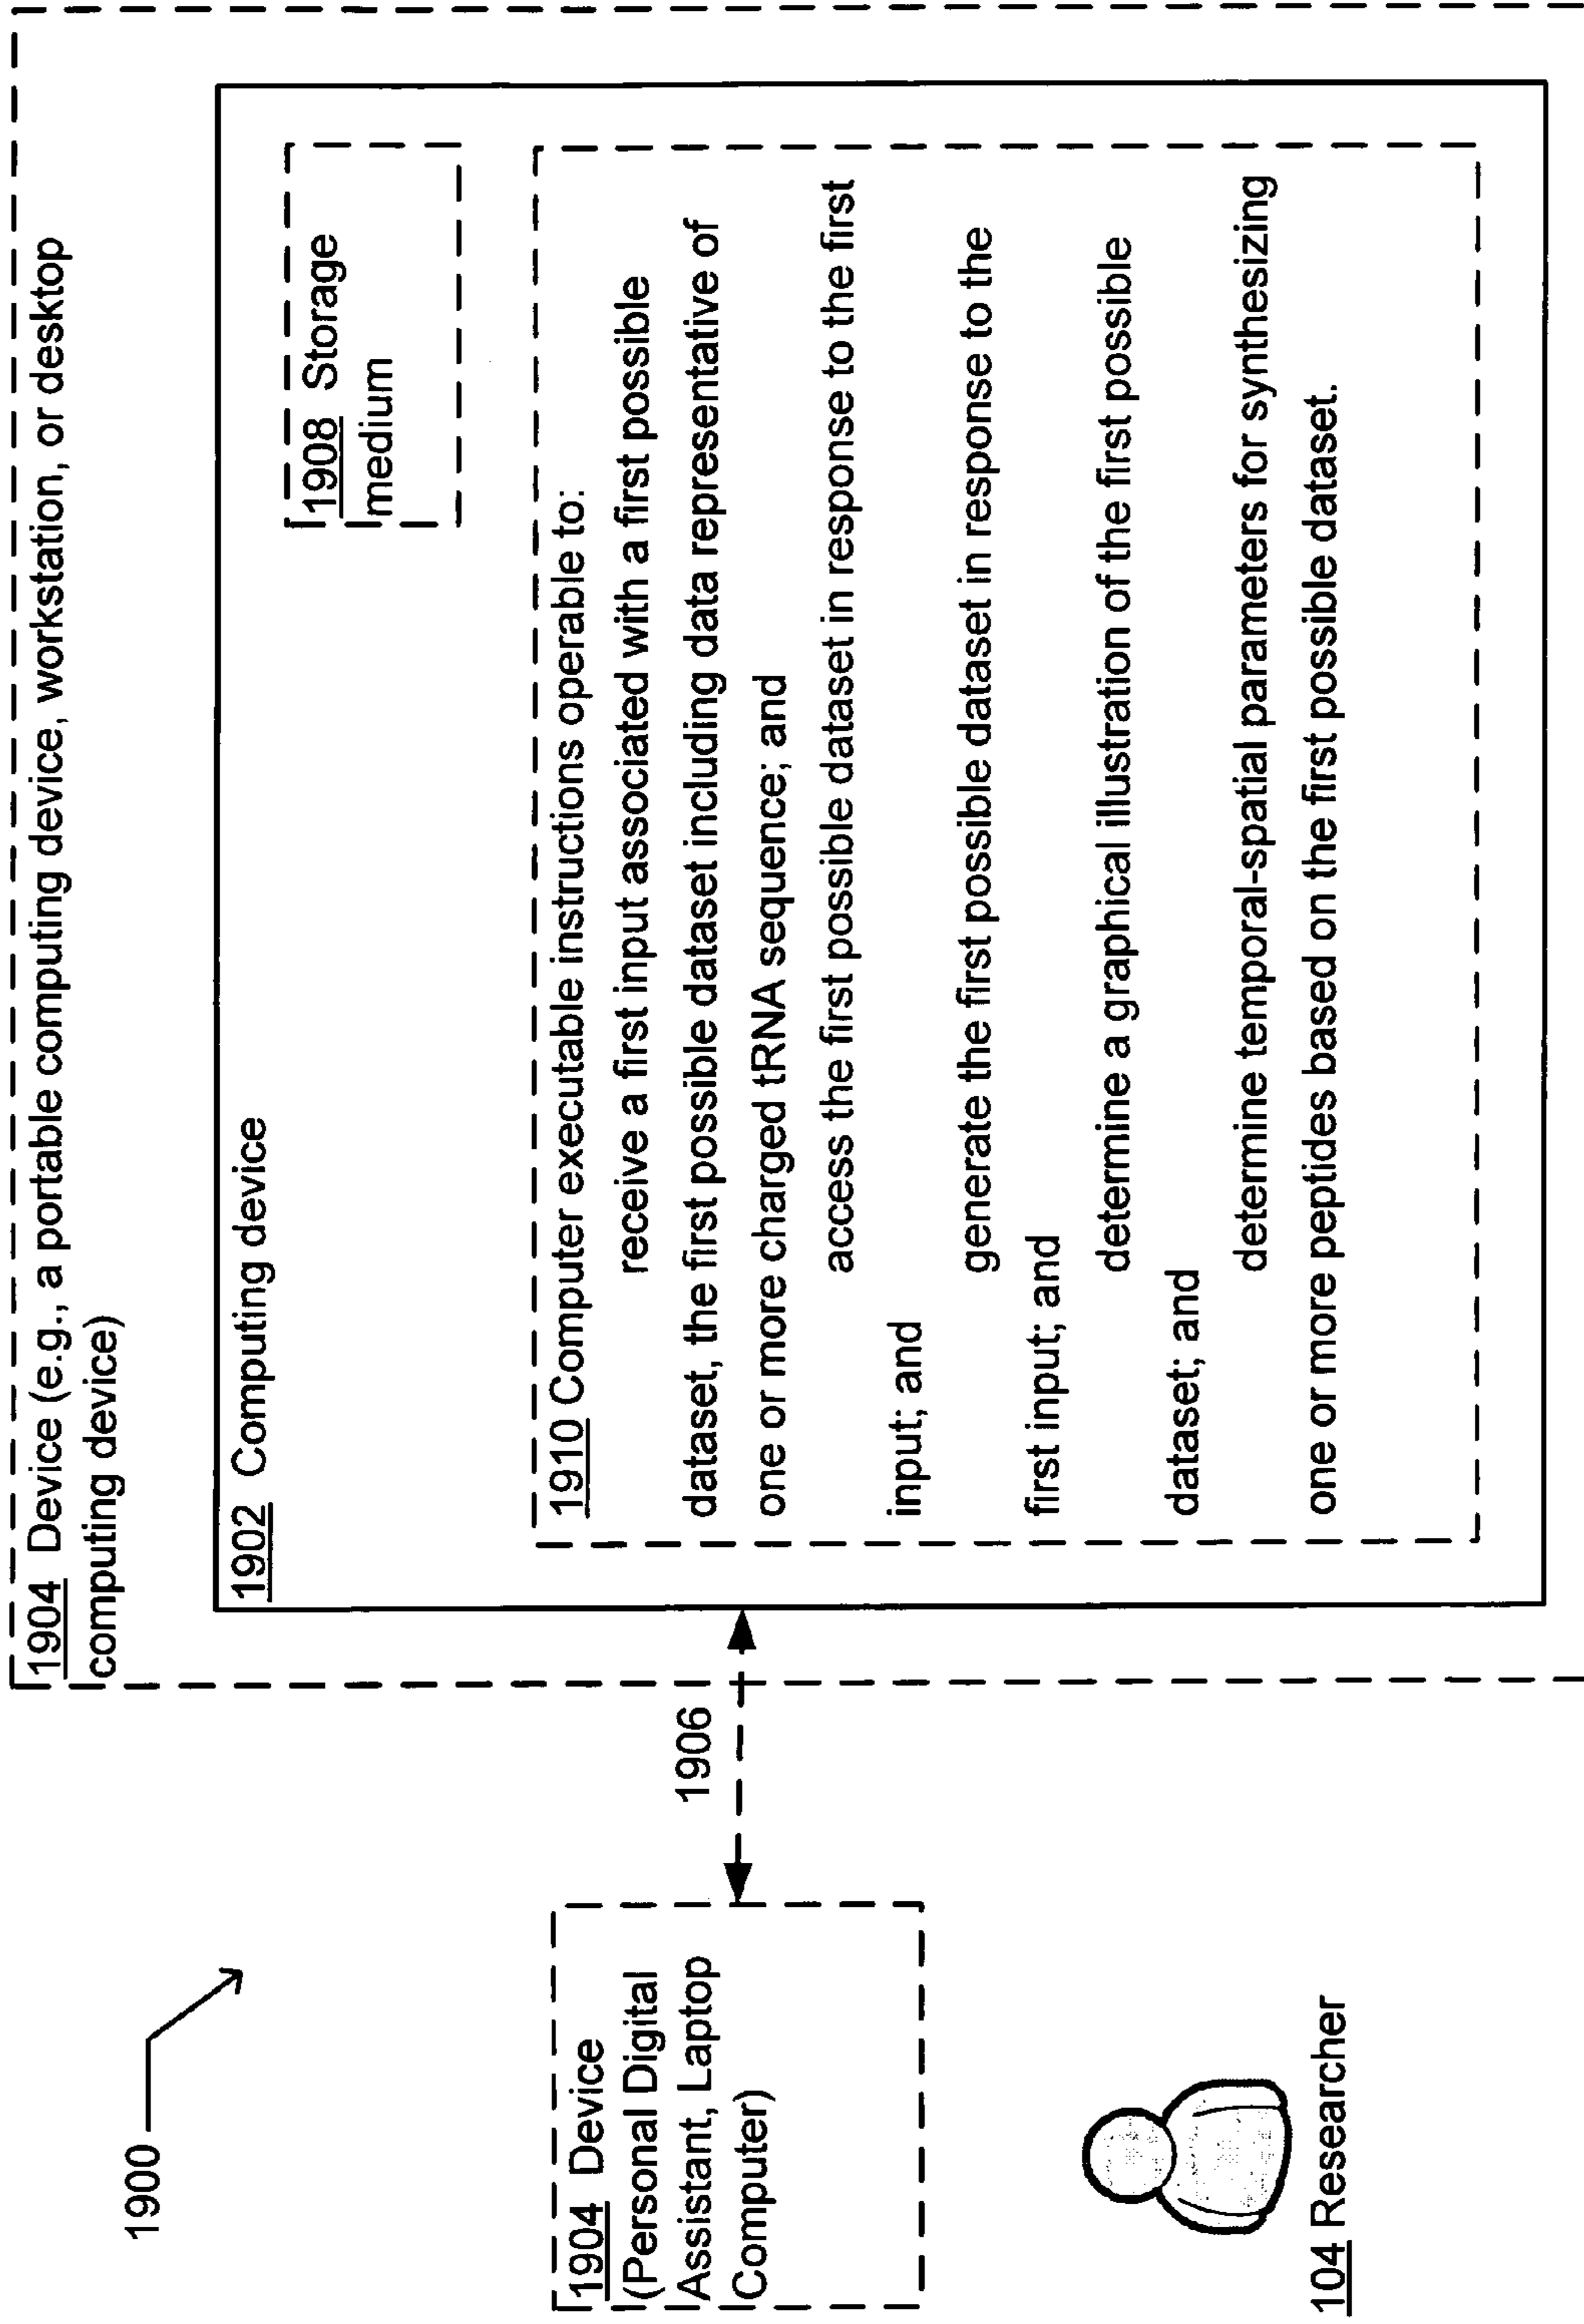 1900
1904 Device (e.g., a portable computing device, workstation, or desktop
computing device)
1902 Computing device
1908 Storage
medium
1910 Computer executable instructions operable to:
receive a first input associated with a first possible
dataset, the first possible dataset including data representative of
one or more charged tRNA sequence; and
access the first possible dataset in response to the first
input; and
generate the first possible dataset in response to the
first input; and
determine a graphical illustration of the first possible
dataset; and
determine temporal-spatial parameters for synthesizing
one or more peptides based on the first possible dataset.
1906
1904 Device
(Personal Digital
Assistant, Laptop
Computer)
104 Researcher